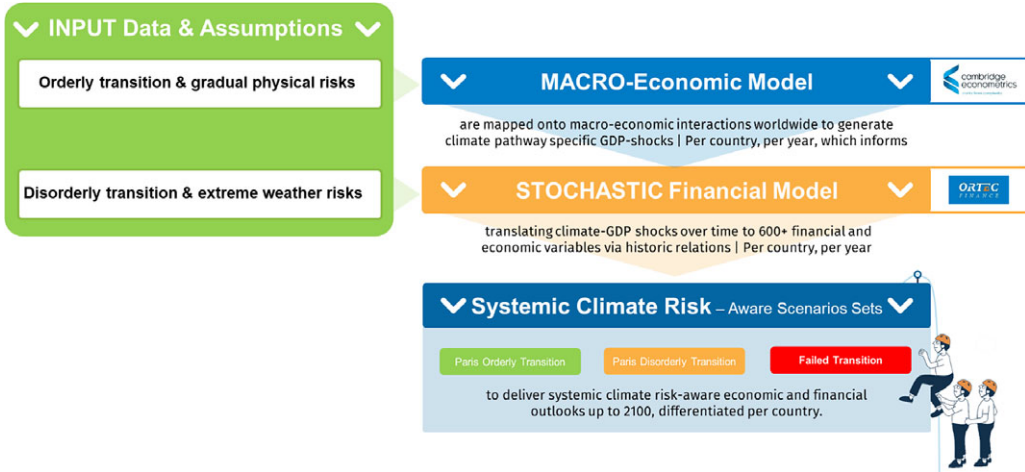 INPUT Data & Assumptions
Orderly transition & gradual physical risks
Disorderly transition & extreme weather risks
MACRO-Economic Model
cambridge
econometrics
are mapped onto macro-economic interactions worldwide to generate
climate pathway specific GDP-shocks | Per country, per year, which informs
STOCHASTIC Financial Model
ORTEC
FINANCE
translating climate-GDP shocks over time to 600+ financial and
economic variables via historic relations | Per country, per year
Systemic Climate Risk – Aware Scenarios Sets
Paris Orderly Transition
Paris Disorderly Transition
Failed Transition
to deliver systemic climate risk-aware economic and financial
outlooks up to 2100, differentiated per country.